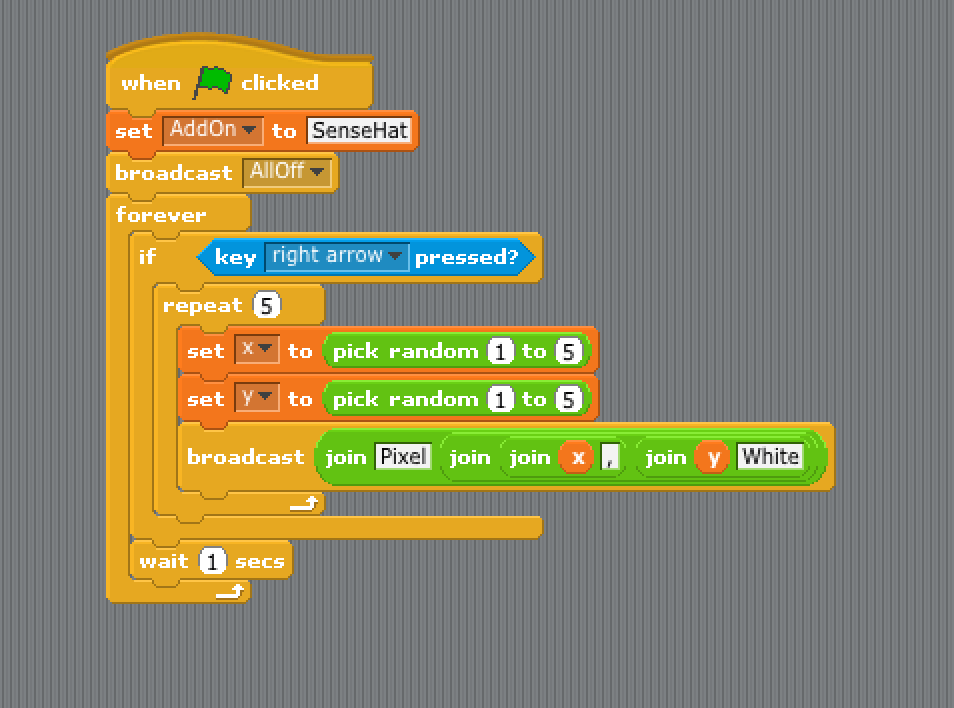 when clicked
set AddOn to SenseHat
broadcast AllOff
forever
if key right arrow pressed?
repeat 5
set x to pick random 1 to 5
set y to pick random 1 to 5
broadcast join Pixel join join x , join y White
wait 1 secs